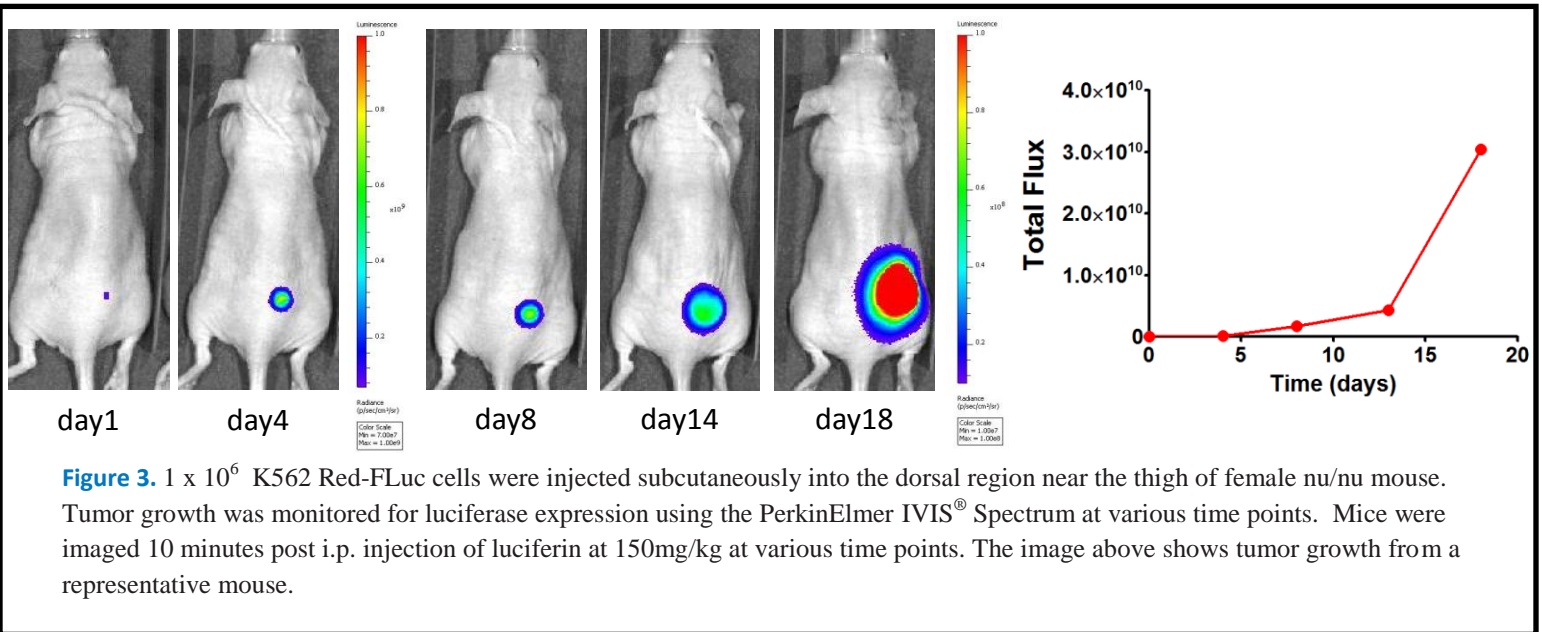 Luminescence
1.0
0.8
0.6
x10⁹
0.4
0.2
Radiance
(p/sec/cm²/sr)
Color Scale
Min = 7.00e7
Max = 1.00e9
day1
day4
Luminescence
1.0
0.8
0.6
x10⁸
0.4
0.2
Radiance
(p/sec/cm²/sr)
Color Scale
Min = 1.00e7
Max = 1.00e8
day8
day14
day18
Total Flux
4.0×10¹⁰
3.0×10¹⁰
2.0×10¹⁰
1.0×10¹⁰
0
0 5 10 15 20
Time (days)
Figure 3. 1 x 10⁶ K562 Red-FLuc cells were injected subcutaneously into the dorsal region near the thigh of female nu/nu mouse.
Tumor growth was monitored for luciferase expression using the PerkinElmer IVIS® Spectrum at various time points. Mice were
imaged 10 minutes post i.p. injection of luciferin at 150mg/kg at various time points. The image above shows tumor growth from a
representative mouse.